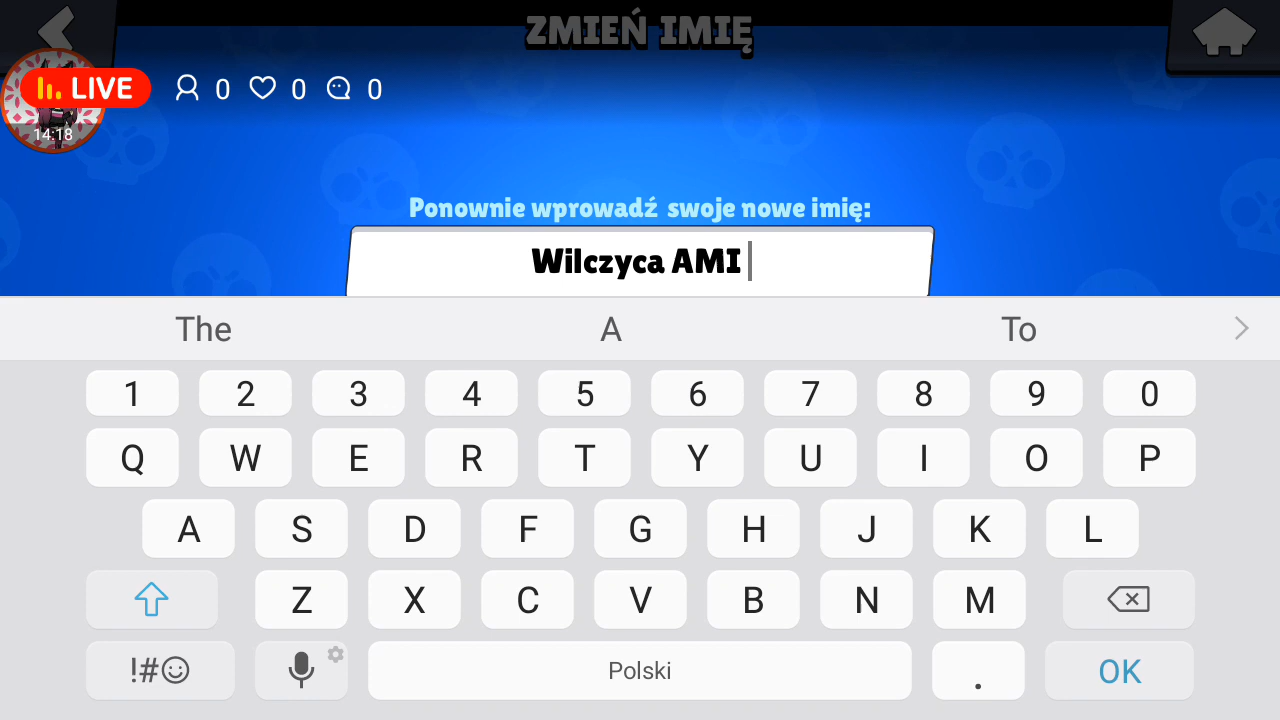 ZMIEŃ IMIĘ
LIVE 0 0 0
14:18
Ponownie wprowadź swoje nowe imię:
Wilczyca AMI
The A To
1 2 3 4 5 6 7 8 9 0
Q W E R T Y U I O P
A S D F G H J K L
Z X C V B N M
!#☺ Polski . OK